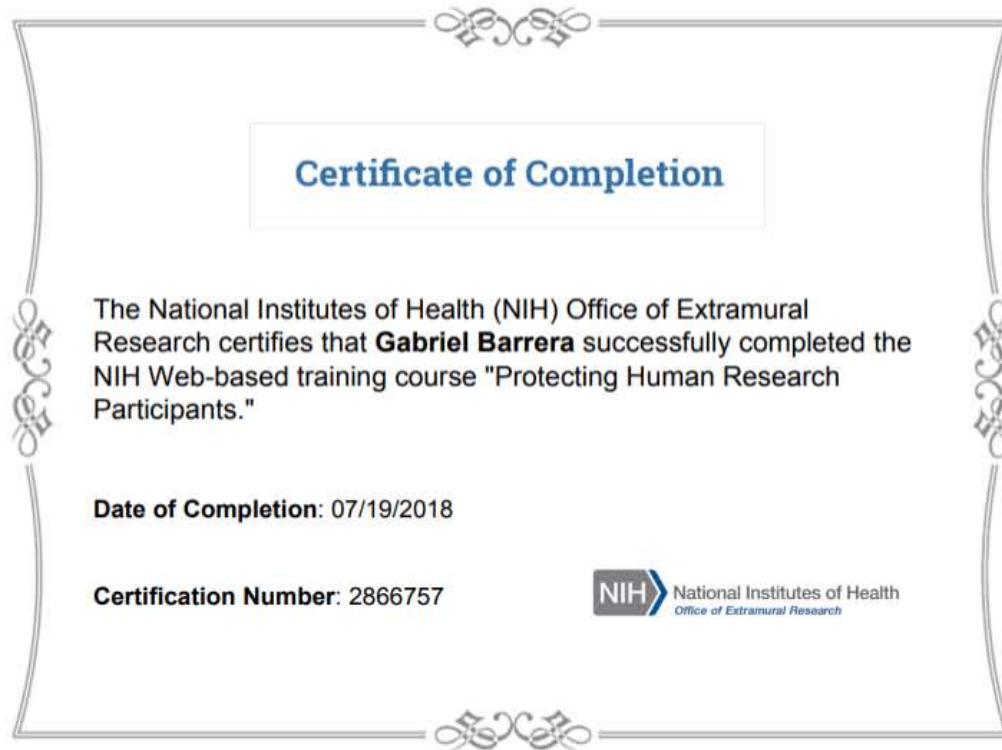 Certificate of Completion
The National Institutes of Health (NIH) Office of Extramural
Research certifies that Gabriel Barrera successfully completed the
NIH Web-based training course "Protecting Human Research
Participants."
Date of Completion: 07/19/2018
Certification Number: 2866757
NIH National Institutes of Health
Office of Extramural Research